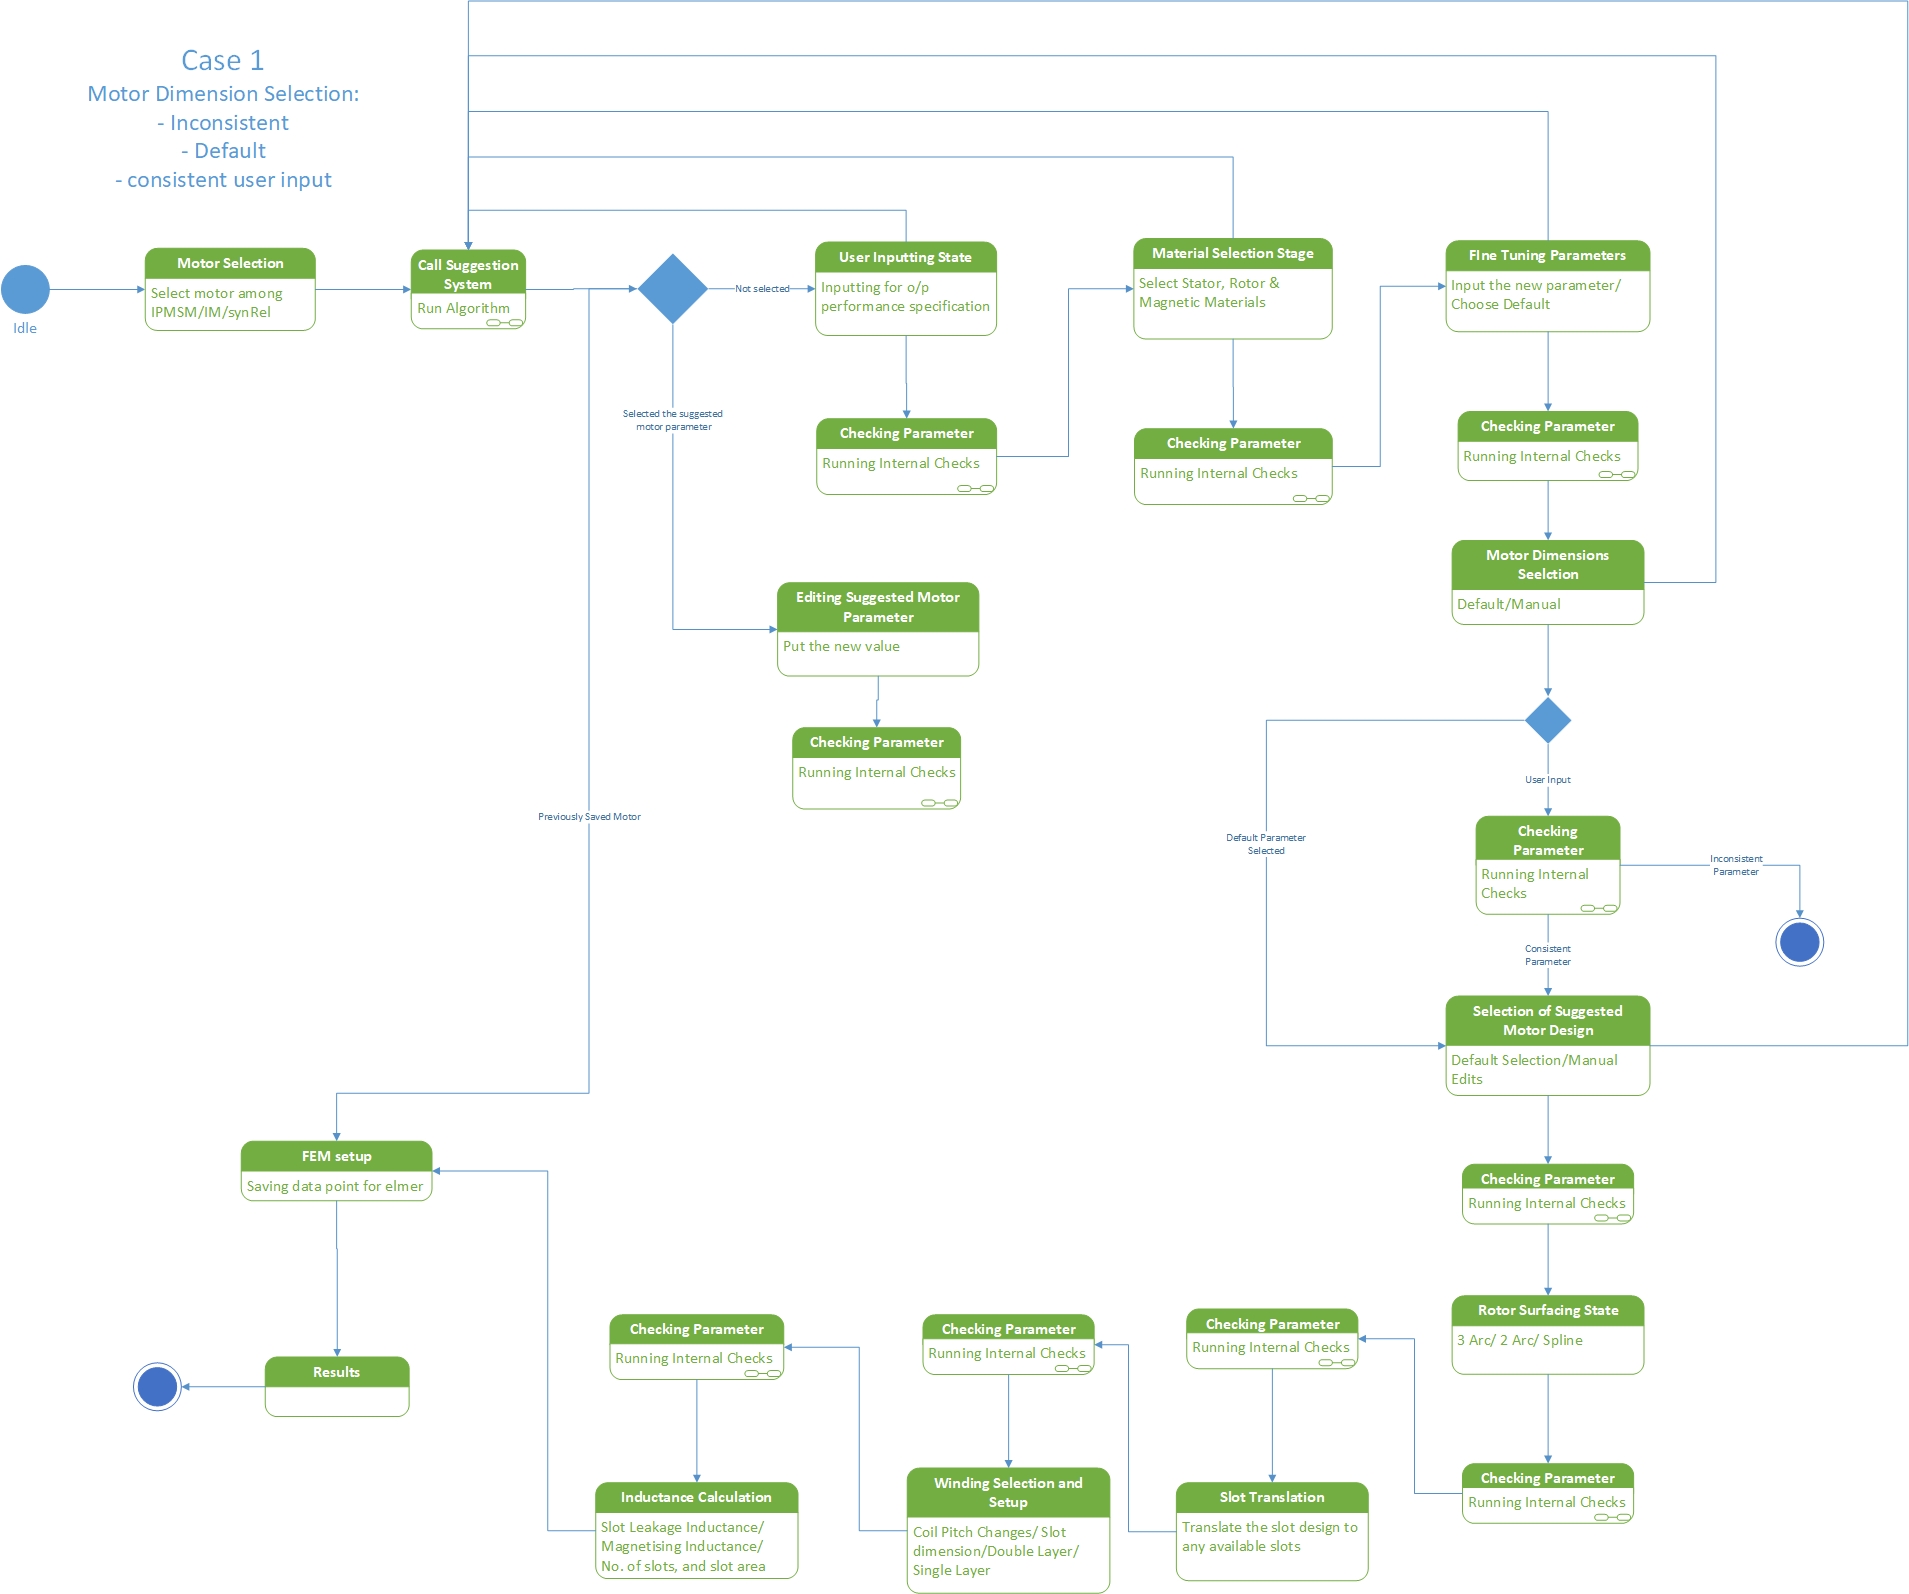 Case 1
Motor Dimension Selection:
- Inconsistent
- Default
- consistent user input
Idle
Motor Selection
Select motor among
IPMSM/IM/synRel
Call Suggestion
System
Run Algorithm
Not selected
User Inputting State
Inputting for o/p
performance specification
Material Selection Stage
Select Stator, Rotor &
Magnetic Materials
FIne Tuning Parameters
Input the new parameter/
Choose Default
Selected the suggested
motor parameter
Checking Parameter
Running Internal Checks
Checking Parameter
Running Internal Checks
Checking Parameter
Running Internal Checks
Motor Dimensions
Seelction
Default/Manual
Editing Suggested Motor
Parameter
Put the new value
Checking Parameter
Running Internal Checks
Previously Saved Motor
User Input
Default Parameter
Selected
Checking
Parameter
Running Internal
Checks
Inconsistent
Parameter
Consistent
Parameter
Selection of Suggested
Motor Design
Default Selection/Manual
Edits
Checking Parameter
Running Internal Checks
FEM setup
Saving data point for elmer
Rotor Surfacing State
3 Arc/ 2 Arc/ Spline
Results
Checking Parameter
Running Internal Checks
Checking Parameter
Running Internal Checks
Checking Parameter
Running Internal Checks
Checking Parameter
Running Internal Checks
Inductance Calculation
Slot Leakage Inductance/
Magnetising Inductance/
No. of slots, and slot area
Winding Selection and
Setup
Coil Pitch Changes/ Slot
dimension/Double Layer/
Single Layer
Slot Translation
Translate the slot design to
any available slots